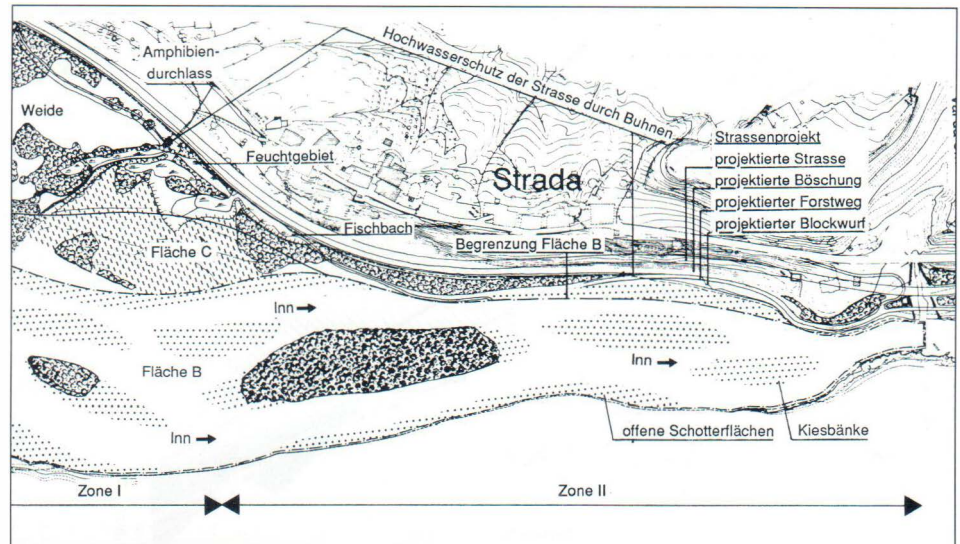 Amphibien-
durchlass
Hochwasserschutz der Strasse durch Buhnen
Weide
Feuchtgebiet
Strada
Strassenprojekt
projektierte Strasse
projektierte Böschung
projektierter Forstweg
projektierter Blockwurf
Fischbach
Begrenzung Fläche B
Fläche C
Inn
Inn
Fläche B
Inn
offene Schotterflächen
Kiesbänke
Zone I
Zone II